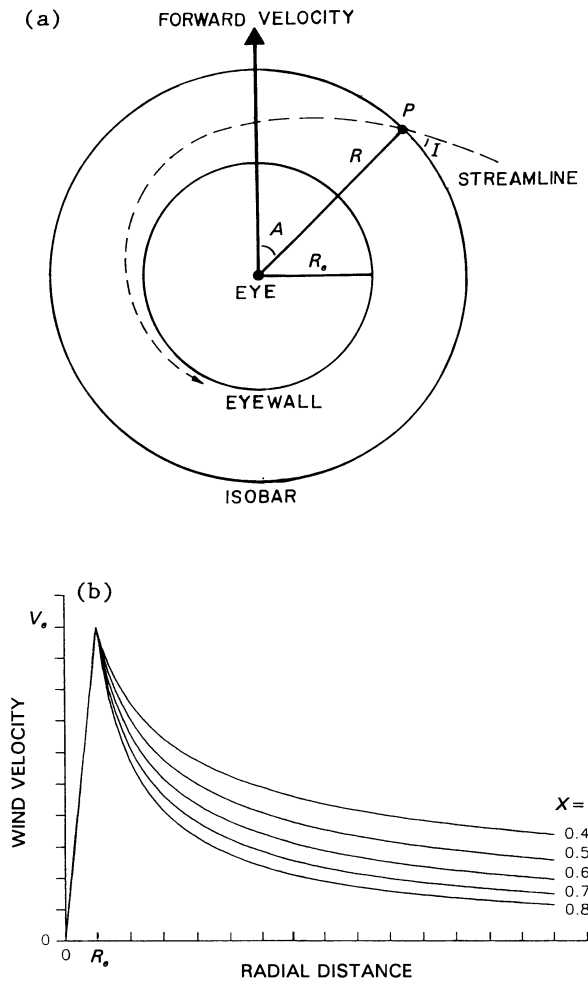 (a)
FORWARD VELOCITY
P
R
I
STREAMLINE
A
Rₑ
EYE
EYEWALL
ISOBAR
(b)
Vₑ
WIND VELOCITY
X =
0.4
0.5
0.6
0.7
0.8
0
0
Rₑ
RADIAL DISTANCE